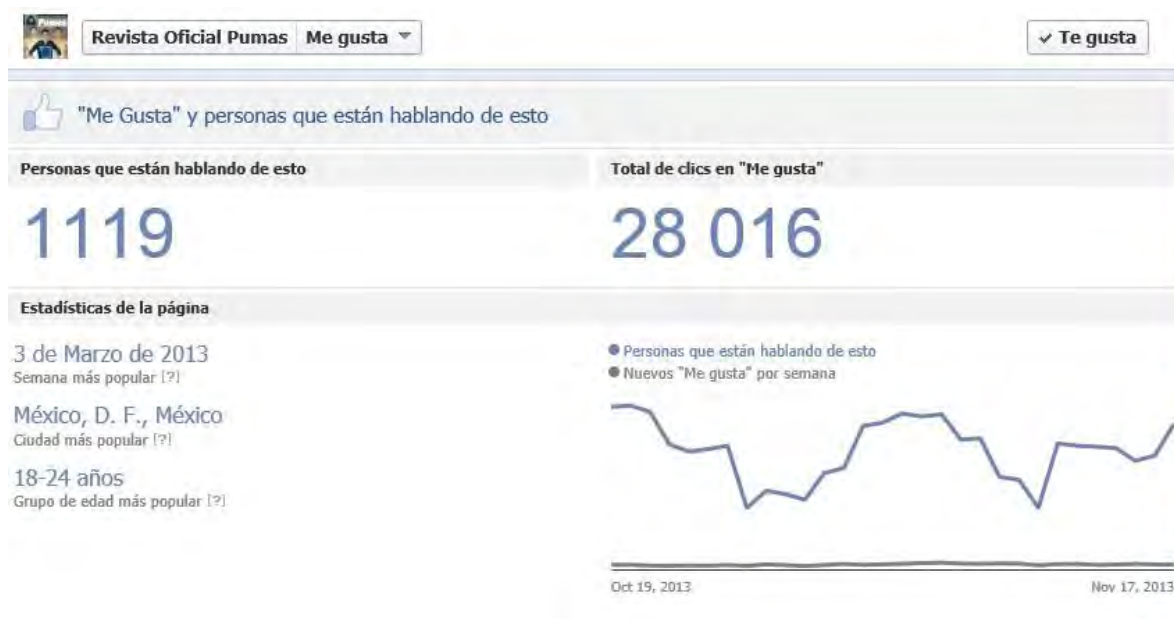 Pumas
Revista Oficial Pumas Me gusta
Te gusta
"Me Gusta" y personas que están hablando de esto
Personas que están hablando de esto
Total de clics en "Me gusta"
1119
28 016
Estadísticas de la página
3 de Marzo de 2013
Semana más popular [?]
México, D. F., México
Ciudad más popular [?]
18-24 años
Grupo de edad más popular [?]
Personas que están hablando de esto
Nuevos "Me gusta" por semana
Oct 19, 2013
Nov 17, 2013